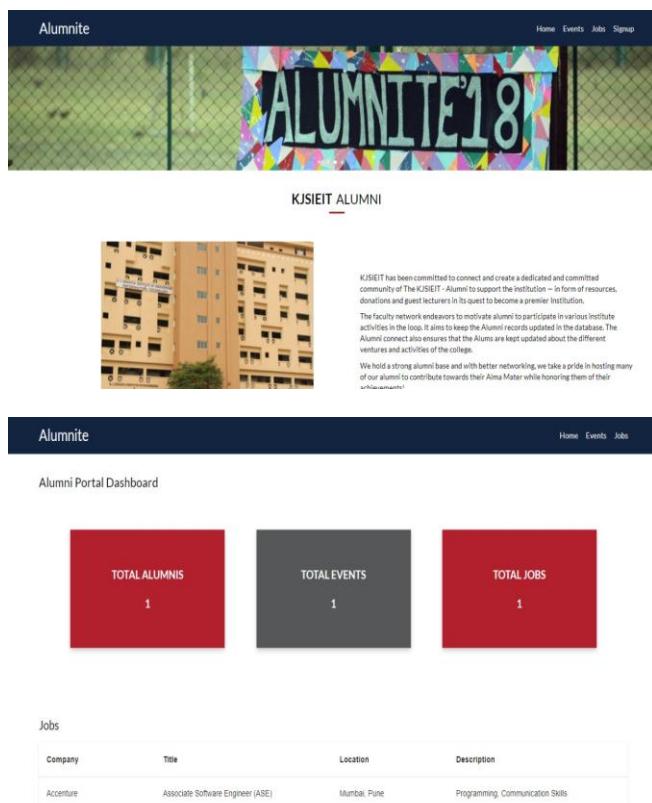 Alumnite
Home Events Jobs Signup
ALUMNITE'18
KJSIEIT ALUMNI
KJSIEIT has been committed to connect and create a dedicated and committed
community of The KJSIEIT - Alumni to support the institution — in form of resources,
donations and guest lecturers in its quest to become a premier Institution.
The faculty network endeavors to motivate alumni to participate in various institute
activities in the loop. It aims to keep the Alumni records updated in the database. The
Alumni connect also ensures that the Alums are kept updated about the different
ventures and activities of the college.
We hold a strong alumni base and with better networking, we take a pride in hosting many
of our alumni to contribute towards their Alma Mater while honoring them of their
achievements!
Alumnite
Home Events Jobs
Alumni Portal Dashboard
TOTAL ALUMNIS
1
TOTAL EVENTS
1
TOTAL JOBS
1
Jobs
Company Title Location Description
Accenture Associate Software Engineer (ASE) Mumbai, Pune Programming, Communication Skills